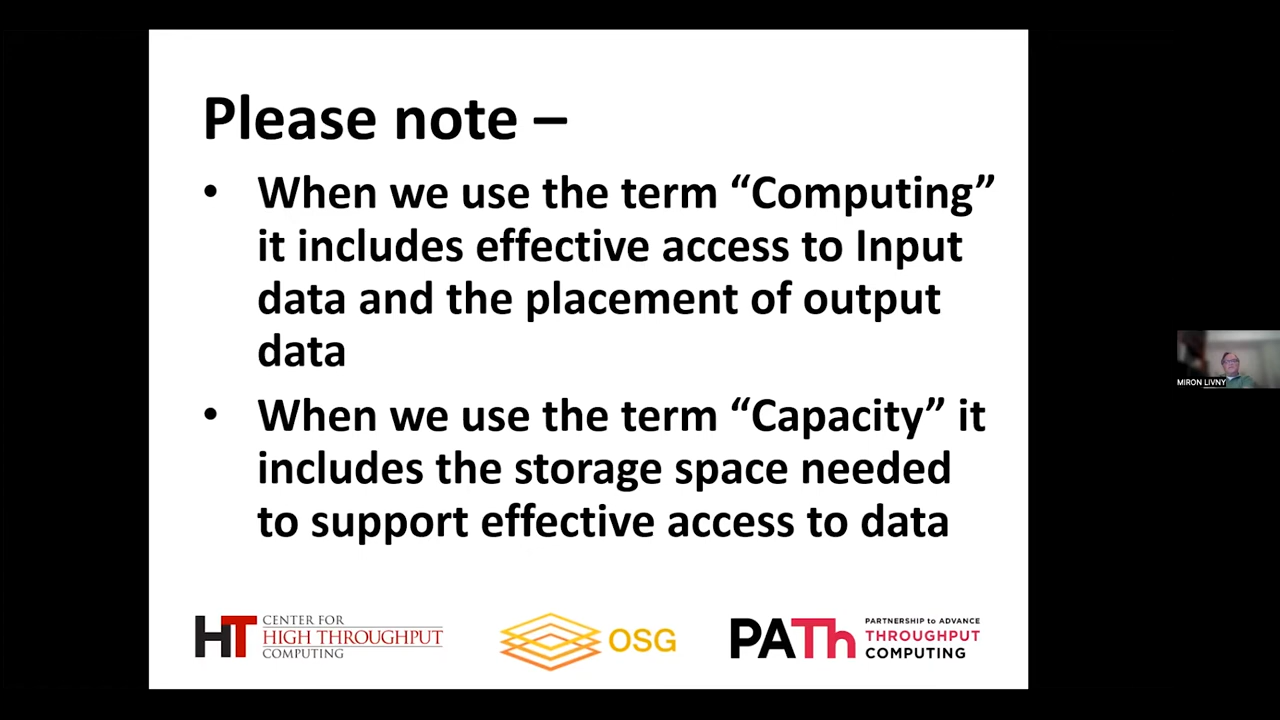 Please note –
• When we use the term “Computing”
it includes effective access to Input
data and the placement of output
data
• When we use the term “Capacity” it
includes the storage space needed
to support effective access to data
HT CENTER FOR
HIGH THROUGHPUT
COMPUTING
OSG
PATh PARTNERSHIP to ADVANCE
THROUGHPUT
COMPUTING
MIRON LIVNY